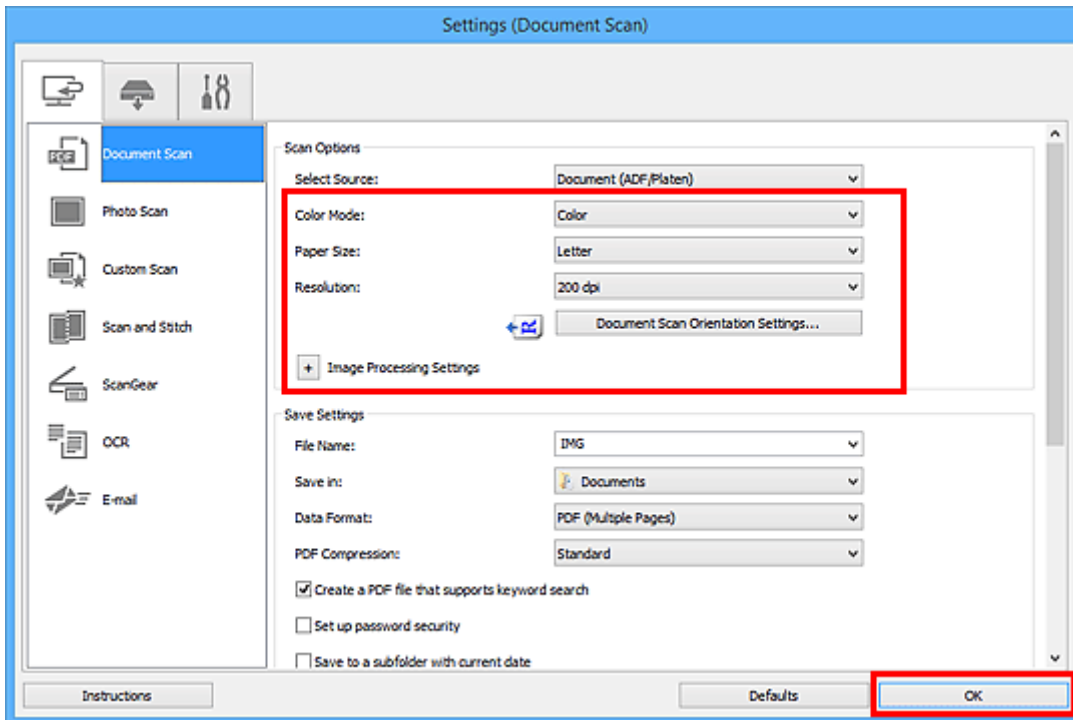 Settings (Document Scan)
Document Scan
Photo Scan
Custom Scan
Scan and Stitch
ScanGear
OCR
E-mail
Scan Options
Select Source: Document (ADF/Platen)
Color Mode: Color
Paper Size: Letter
Resolution: 200 dpi
R Document Scan Orientation Settings...
+ Image Processing Settings
Save Settings
File Name: IMG
Save in: Documents
Data Format: PDF (Multiple Pages)
PDF Compression: Standard
Create a PDF file that supports keyword search
Set up password security
Save to a subfolder with current date
Instructions Defaults OK